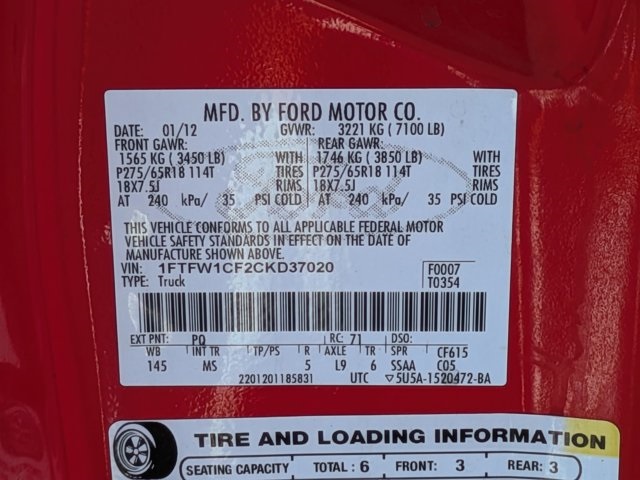 MFD. BY FORD MOTOR CO.
DATE: 01/12 GVWR: 3221 KG (7100 LB)
FRONT GAWR: REAR GAWR:
1565 KG (3450 LB) WITH 1746 KG (3850 LB) WITH
P275/65R18 114T TIRES P275/65R18 114T TIRES
18X7.5J RIMS 18X7.5J RIMS
AT 240 kPa/ 35 PSI COLD AT 240 kPa/ 35 PSI COLD
THIS VEHICLE CONFORMS TO ALL APPLICABLE FEDERAL MOTOR
VEHICLE SAFETY STANDARDS IN EFFECT ON THE DATE OF
MANUFACTURE SHOWN ABOVE.
VIN: 1FTFW1CF2CKD37020 F0007
TYPE: Truck T0354
EXT PNT: PQ RC: 71 DSO:
WB INT TR TP/PS R AXLE TR SPR CF615
145 MS 5 L9 6 SSAA C05
2201201185831 UTC ▽5U5A-1520472-BA
TIRE AND LOADING INFORMATION
SEATING CAPACITY TOTAL : 6 FRONT: 3 REAR: 3